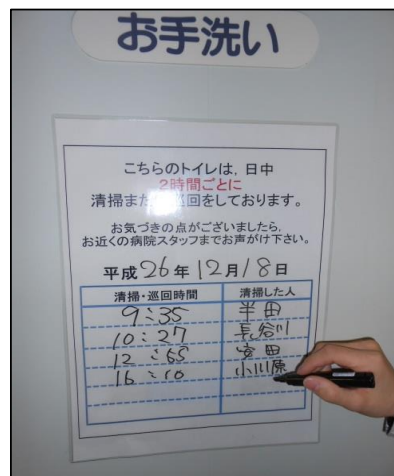 お手洗い
こちらのトイレは,日中
2時間ごとに
清掃また 巡回をしております。
お気づきの点がございましたら,
お近くの病院スタッフまでお声がけ下さい。
平成26年12月18日
清掃・巡回時間 清掃した人
9:35 半田
10:27 長谷川
12:65 宮田
16:10 小川原